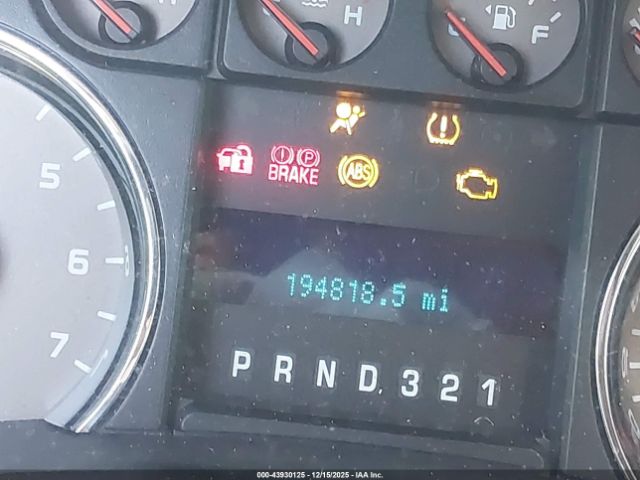 H
H
F
5
6
7
(!) (P)
BRAKE
ABS
!
194818.5 mi
P R N D 3 2 1
000-43930125 - 12/15/2025 - IAA Inc.